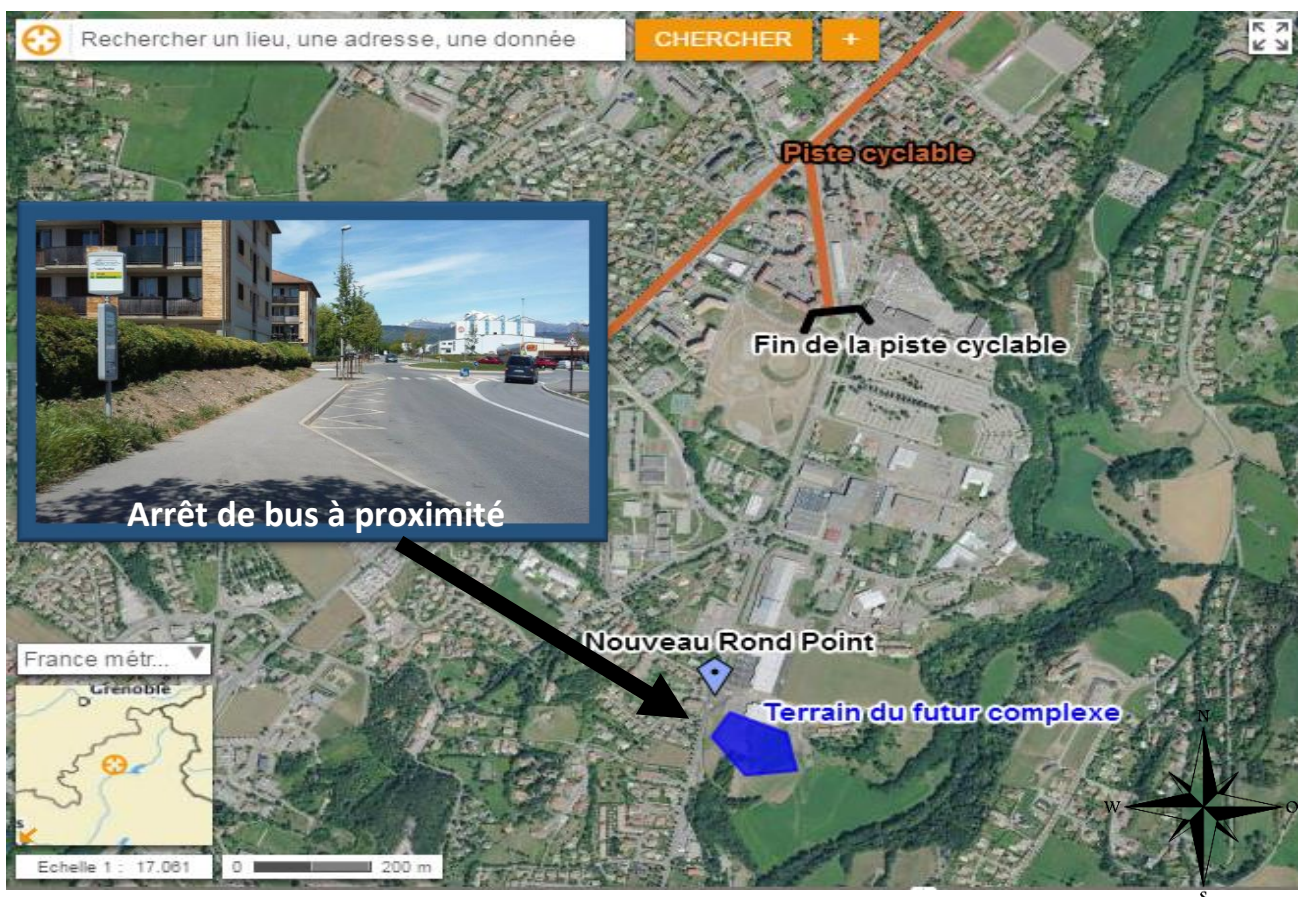 Rechercher un lieu, une adresse, une donnée
CHERCHER
+
Piste cyclable
Fin de la piste cyclable
Arrêt de bus à proximité
Nouveau Rond Point
Terrain du futur complexe
France métr...
Grenoble
Echelle 1 : 17.061
0 200 m
N
W
O
S